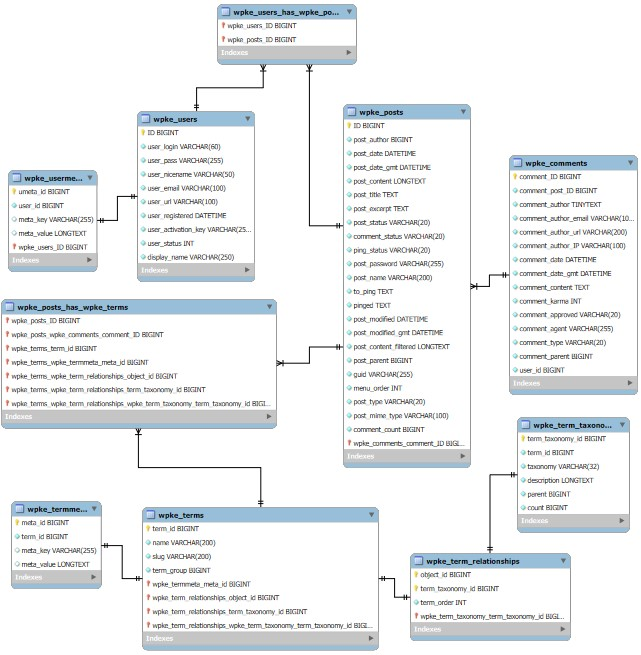 wpke_users_has_wpke_po...
wpke_users_ID BIGINT
wpke_posts_ID BIGINT
Indexes
wpke_users
ID BIGINT
user_login VARCHAR(60)
user_pass VARCHAR(255)
user_nicename VARCHAR(50)
user_email VARCHAR(100)
user_url VARCHAR(100)
user_registered DATETIME
user_activation_key VARCHAR(25...
user_status INT
display_name VARCHAR(250)
Indexes
wpke_posts
ID BIGINT
post_author BIGINT
post_date DATETIME
post_date_gmt DATETIME
post_content LONGTEXT
post_title TEXT
post_excerpt TEXT
post_status VARCHAR(20)
comment_status VARCHAR(20)
ping_status VARCHAR(20)
post_password VARCHAR(255)
post_name VARCHAR(200)
to_ping TEXT
pinged TEXT
post_modified DATETIME
post_modified_gmt DATETIME
post_content_filtered LONGTEXT
post_parent BIGINT
guid VARCHAR(255)
menu_order INT
post_type VARCHAR(20)
post_mime_type VARCHAR(100)
comment_count BIGINT
wpke_comments_comment_ID BIGI...
Indexes
wpke_comments
comment_ID BIGINT
comment_post_ID BIGINT
comment_author TINYTEXT
comment_author_email VARCHAR(10...
comment_author_url VARCHAR(200)
comment_author_IP VARCHAR(100)
comment_date DATETIME
comment_date_gmt DATETIME
comment_content TEXT
comment_karma INT
comment_approved VARCHAR(20)
comment_agent VARCHAR(255)
comment_type VARCHAR(20)
comment_parent BIGINT
user_id BIGINT
Indexes
wpke_userme...
umeta_id BIGINT
user_id BIGINT
meta_key VARCHAR(255)
meta_value LONGTEXT
wpke_users_ID BIGINT
Indexes
wpke_posts_has_wpke_terms
wpke_posts_ID BIGINT
wpke_posts_wpke_comments_comment_ID BIGINT
wpke_terms_term_id BIGINT
wpke_terms_wpke_termmeta_meta_id BIGINT
wpke_terms_wpke_term_relationships_object_id BIGINT
wpke_terms_wpke_term_relationships_term_taxonomy_id BIGINT
wpke_terms_wpke_term_relationships_wpke_term_taxonomy_term_taxonomy_id BIGI...
Indexes
wpke_term_taxono...
term_taxonomy_id BIGINT
term_id BIGINT
taxonomy VARCHAR(32)
description LONGTEXT
parent BIGINT
count BIGINT
Indexes
wpke_termme...
meta_id BIGINT
term_id BIGINT
meta_key VARCHAR(255)
meta_value LONGTEXT
Indexes
wpke_terms
term_id BIGINT
name VARCHAR(200)
slug VARCHAR(200)
term_group BIGINT
wpke_termmeta_meta_id BIGINT
wpke_term_relationships_object_id BIGINT
wpke_term_relationships_term_taxonomy_id BIGINT
wpke_term_relationships_wpke_term_taxonomy_term_taxonomy_id BIGI...
Indexes
wpke_term_relationships
object_id BIGINT
term_taxonomy_id BIGINT
term_order INT
wpke_term_taxonomy_term_taxonomy_id BIGI...
Indexes